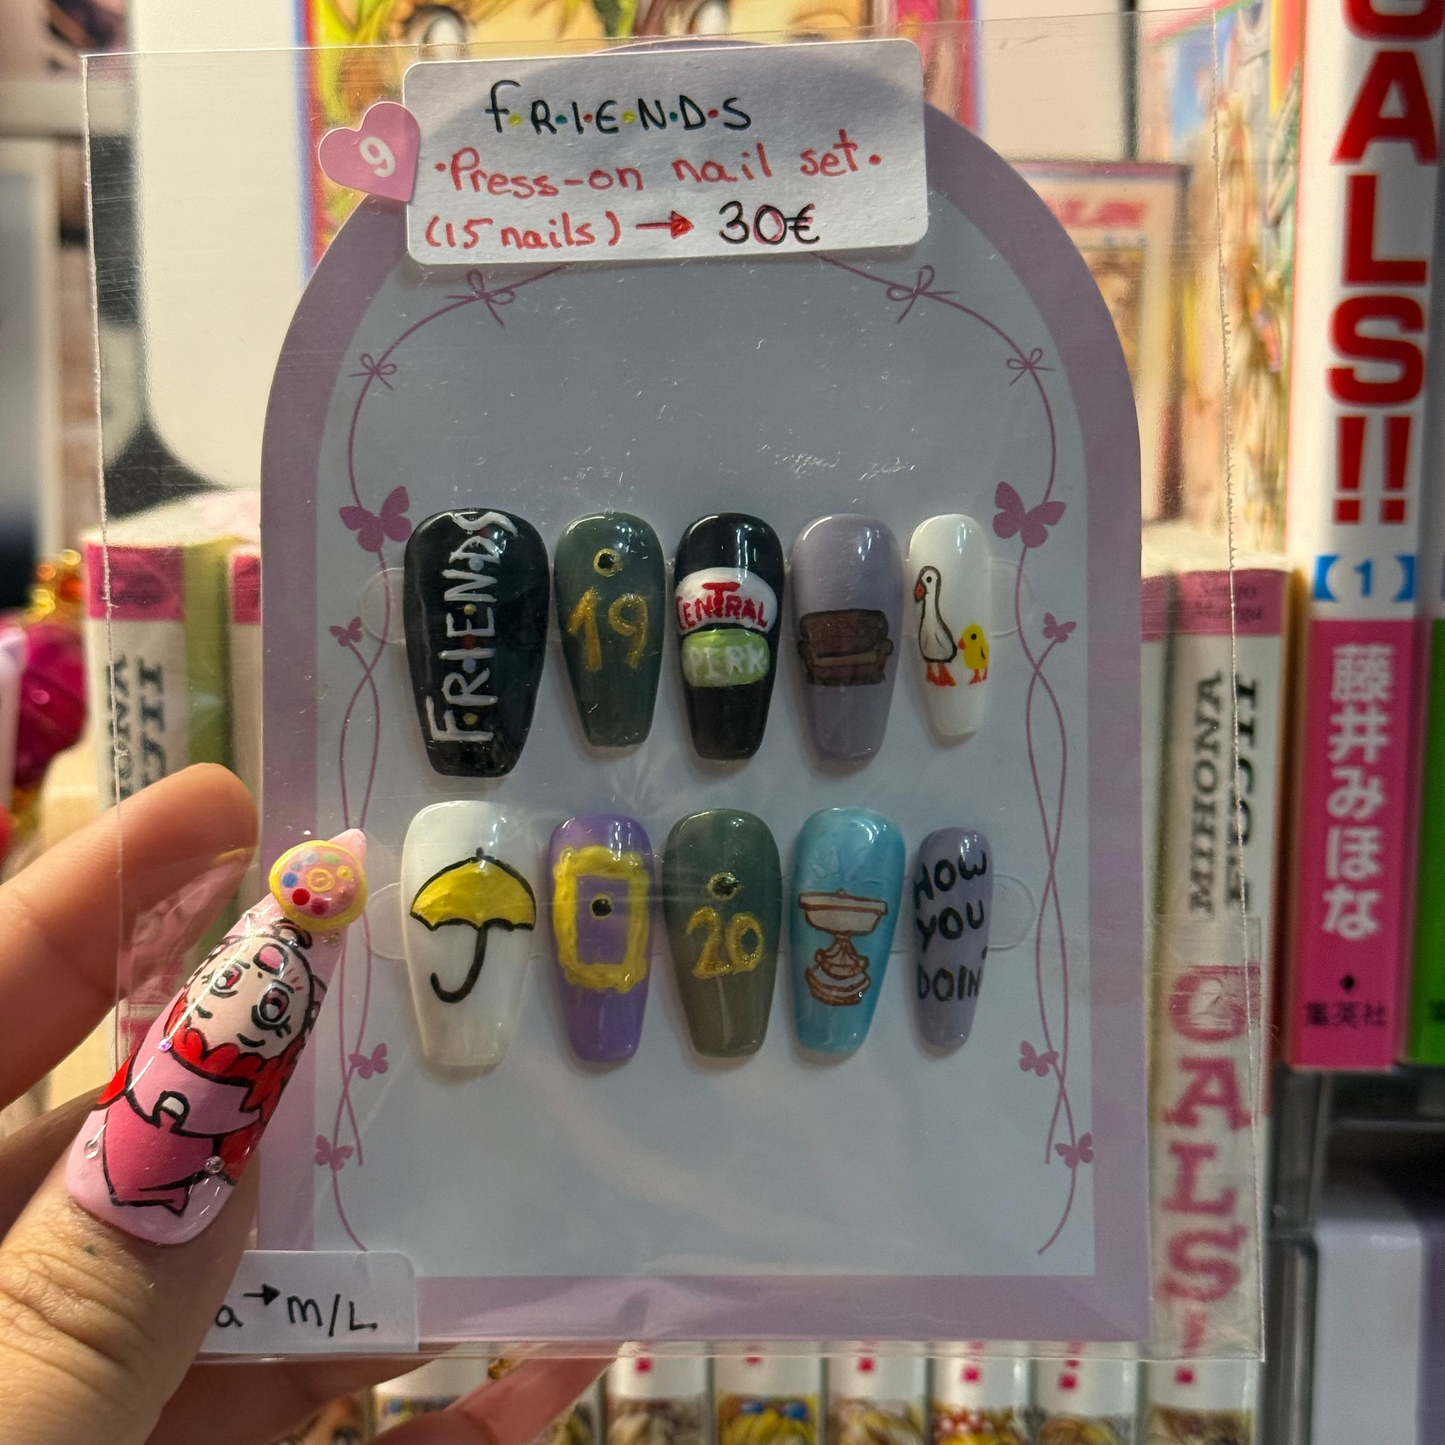 F·R·I·E·N·D·S
9
·Press-on nail set.
(15 nails) → 30€
FRIENDS
19
CENTRAL
PERK
20
HOW
YOU
DOIN'
a → M/L
GALS!!
【1】
藤井みほな
集英社
MIHONA
FUJII
GALS!